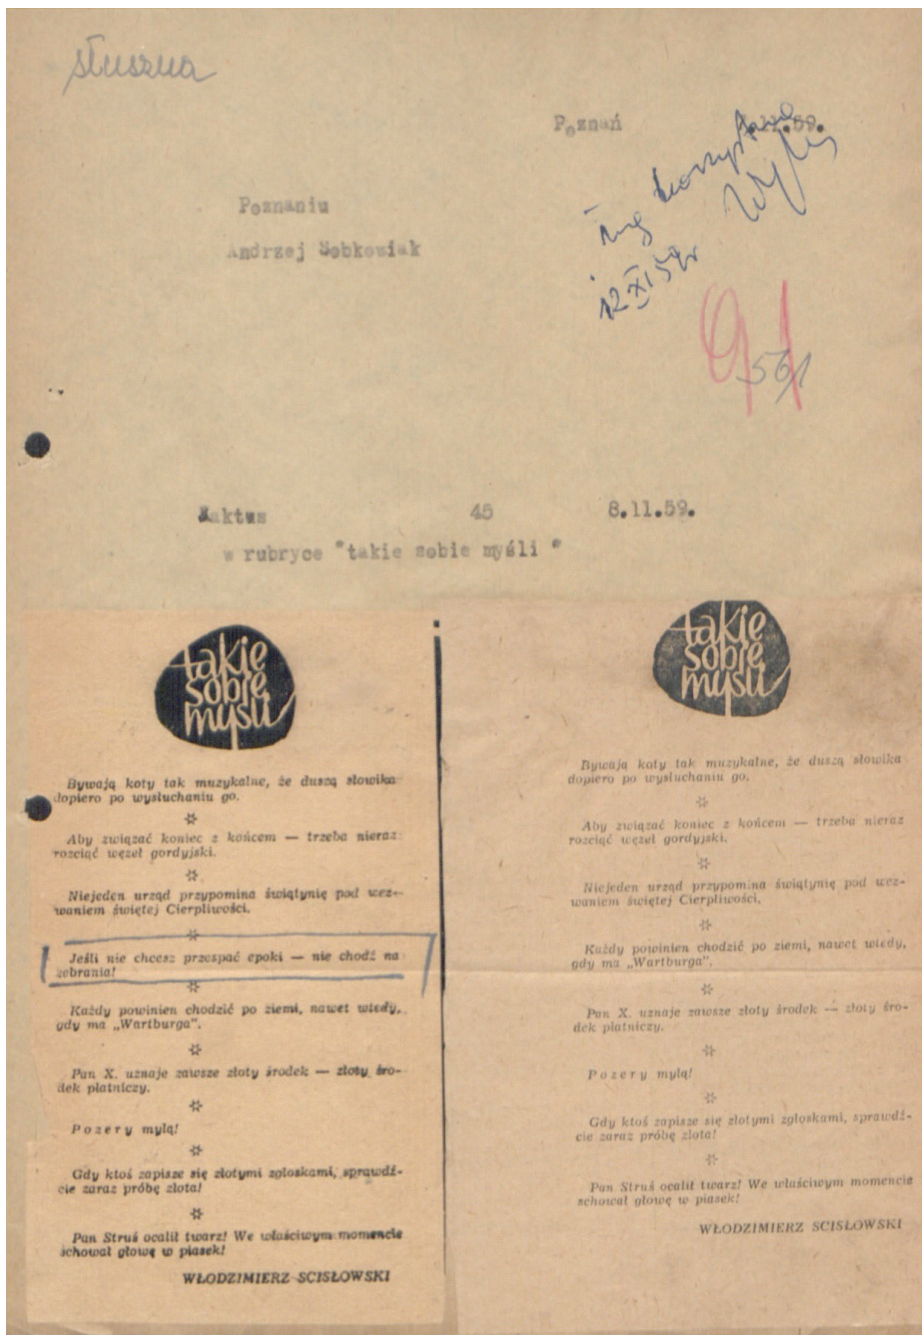 słuszna
Poznań .11.59.
12 XI 59r
Poznaniu
Andrzej Sobkowiak
561
Kaktus 45 8.11.59.
w rubryce "takie sobie myśli "
takie
sobie
myśli
Bywają koty tak muzykalne, że duszą słowika
dopiero po wysłuchaniu go.
Aby związać koniec z końcem — trzeba nieraz
rozciąć węzeł gordyjski.
Niejeden urząd przypomina świątynię pod wez-
waniem świętej Cierpliwości.
Jeśli nie chcesz przespać epoki — nie chodź na
zebrania!
Każdy powinien chodzić po ziemi, nawet wtedy,
gdy ma „Wartburga".
Pan X. uznaje zawsze złoty środek — złoty śro-
dek płatniczy.
Pozery mylą!
Gdy ktoś zapisze się złotymi zgłoskami, sprawdź-
cie zaraz próbę złota!
Pan Struś ocalił twarz! We właściwym momencie
schował głowę w piasek!
WŁODZIMIERZ SCISŁOWSKI
takie
sobie
myśli
Bywają koty tak muzykalne, że duszą słowika
dopiero po wysłuchaniu go.
Aby związać koniec z końcem — trzeba nieraz
rozciąć węzeł gordyjski.
Niejeden urząd przypomina świątynię pod wez-
waniem świętej Cierpliwości.
Każdy powinien chodzić po ziemi, nawet wtedy,
gdy ma „Wartburga".
Pan X. uznaje zawsze złoty środek — złoty śro-
dek płatniczy.
Pozery mylą!
Gdy ktoś zapisze się złotymi zgłoskami, sprawdź-
cie zaraz próbę złota!
Pan Struś ocalił twarz! We właściwym momencie
schował głowę w piasek!
WŁODZIMIERZ SCISŁOWSKI